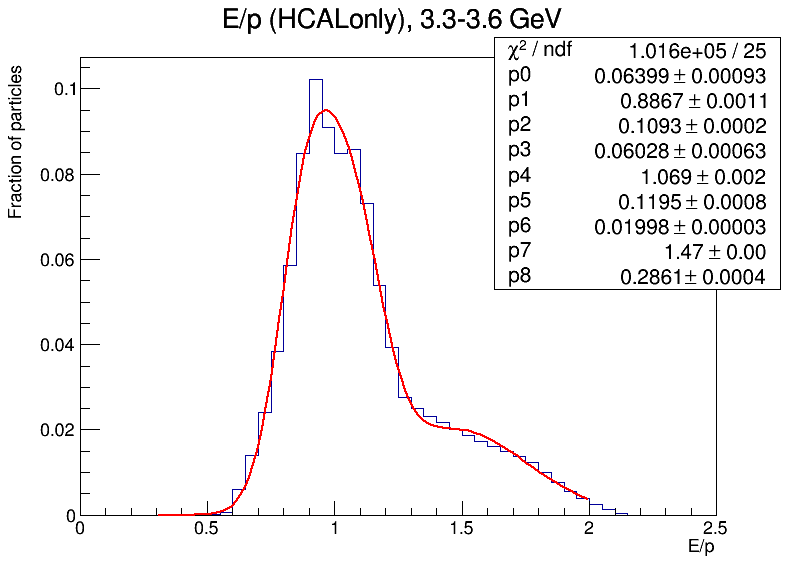 E/p (HCALonly), 3.3-3.6 GeV
χ² / ndf 1.016e+05 / 25
p0 0.06399 ± 0.00093
p1 0.8867 ± 0.0011
p2 0.1093 ± 0.0002
p3 0.06028 ± 0.00063
p4 1.069 ± 0.002
p5 0.1195 ± 0.0008
p6 0.01998 ± 0.00003
p7 1.47 ± 0.00
p8 0.2861 ± 0.0004
Fraction of particles
0.1
0.08
0.06
0.04
0.02
0
0 0.5 1 1.5 2 2.5
E/p